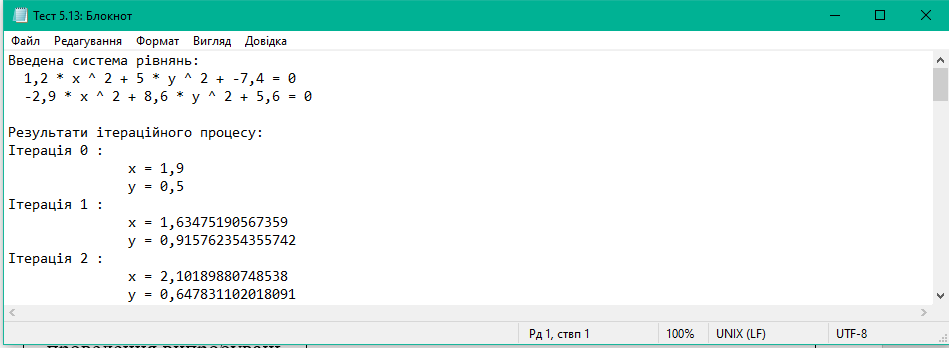 Тест 5.13: Блокнот
Файл Редагування Формат Вигляд Довідка
Введена система рівнянь:
1,2 * x ^ 2 + 5 * y ^ 2 + -7,4 = 0
-2,9 * x ^ 2 + 8,6 * y ^ 2 + 5,6 = 0
Результати ітераційного процесу:
Ітерація 0 :
x = 1,9
y = 0,5
Ітерація 1 :
x = 1,63475190567359
y = 0,915762354355742
Ітерація 2 :
x = 2,10189880748538
y = 0,647831102018091
Рд 1, ствп 1 100% UNIX (LF) UTF-8